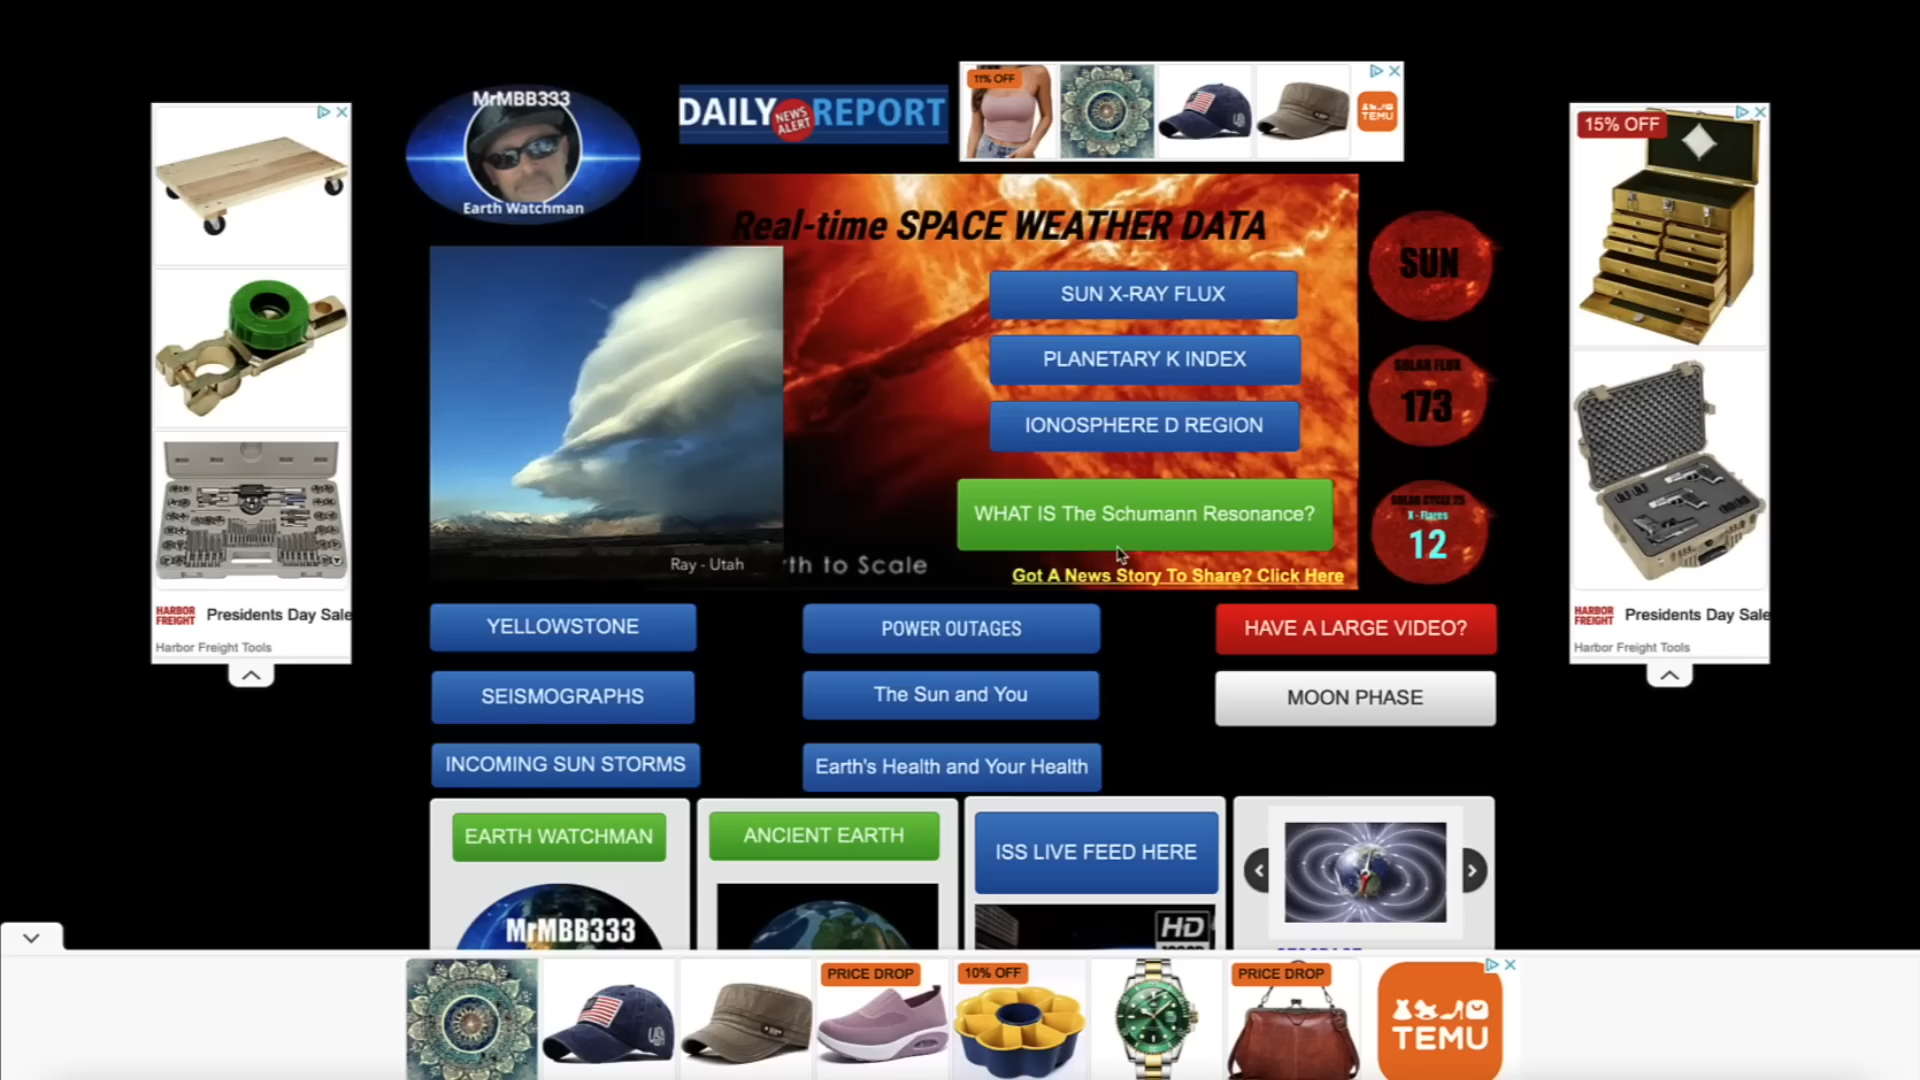 MrMBB333
Earth Watchman
DAILY NEWS ALERT REPORT
11% OFF
TEMU
15% OFF
Real-time SPACE WEATHER DATA
SUN X-RAY FLUX
PLANETARY K INDEX
IONOSPHERE D REGION
WHAT IS The Schumann Resonance?
Got A News Story To Share? Click Here
Ray - Utah
rth to Scale
SUN
SOLAR FLUX
173
SOLAR CYCLE 25
X - Flares
12
HARBOR FREIGHT
Presidents Day Sale
Harbor Freight Tools
HARBOR FREIGHT
Presidents Day Sale
Harbor Freight Tools
YELLOWSTONE
POWER OUTAGES
HAVE A LARGE VIDEO?
SEISMOGRAPHS
The Sun and You
MOON PHASE
INCOMING SUN STORMS
Earth's Health and Your Health
EARTH WATCHMAN
ANCIENT EARTH
ISS LIVE FEED HERE
MrMBB333
HD
PRICE DROP
10% OFF
PRICE DROP
TEMU